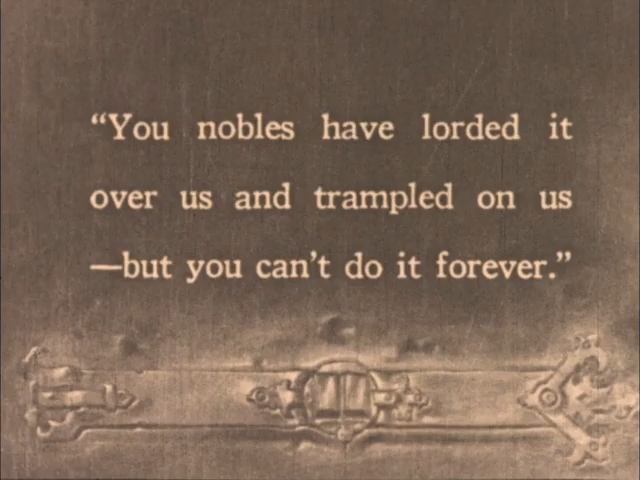 “You nobles have lorded it
over us and trampled on us
—but you can’t do it forever.”